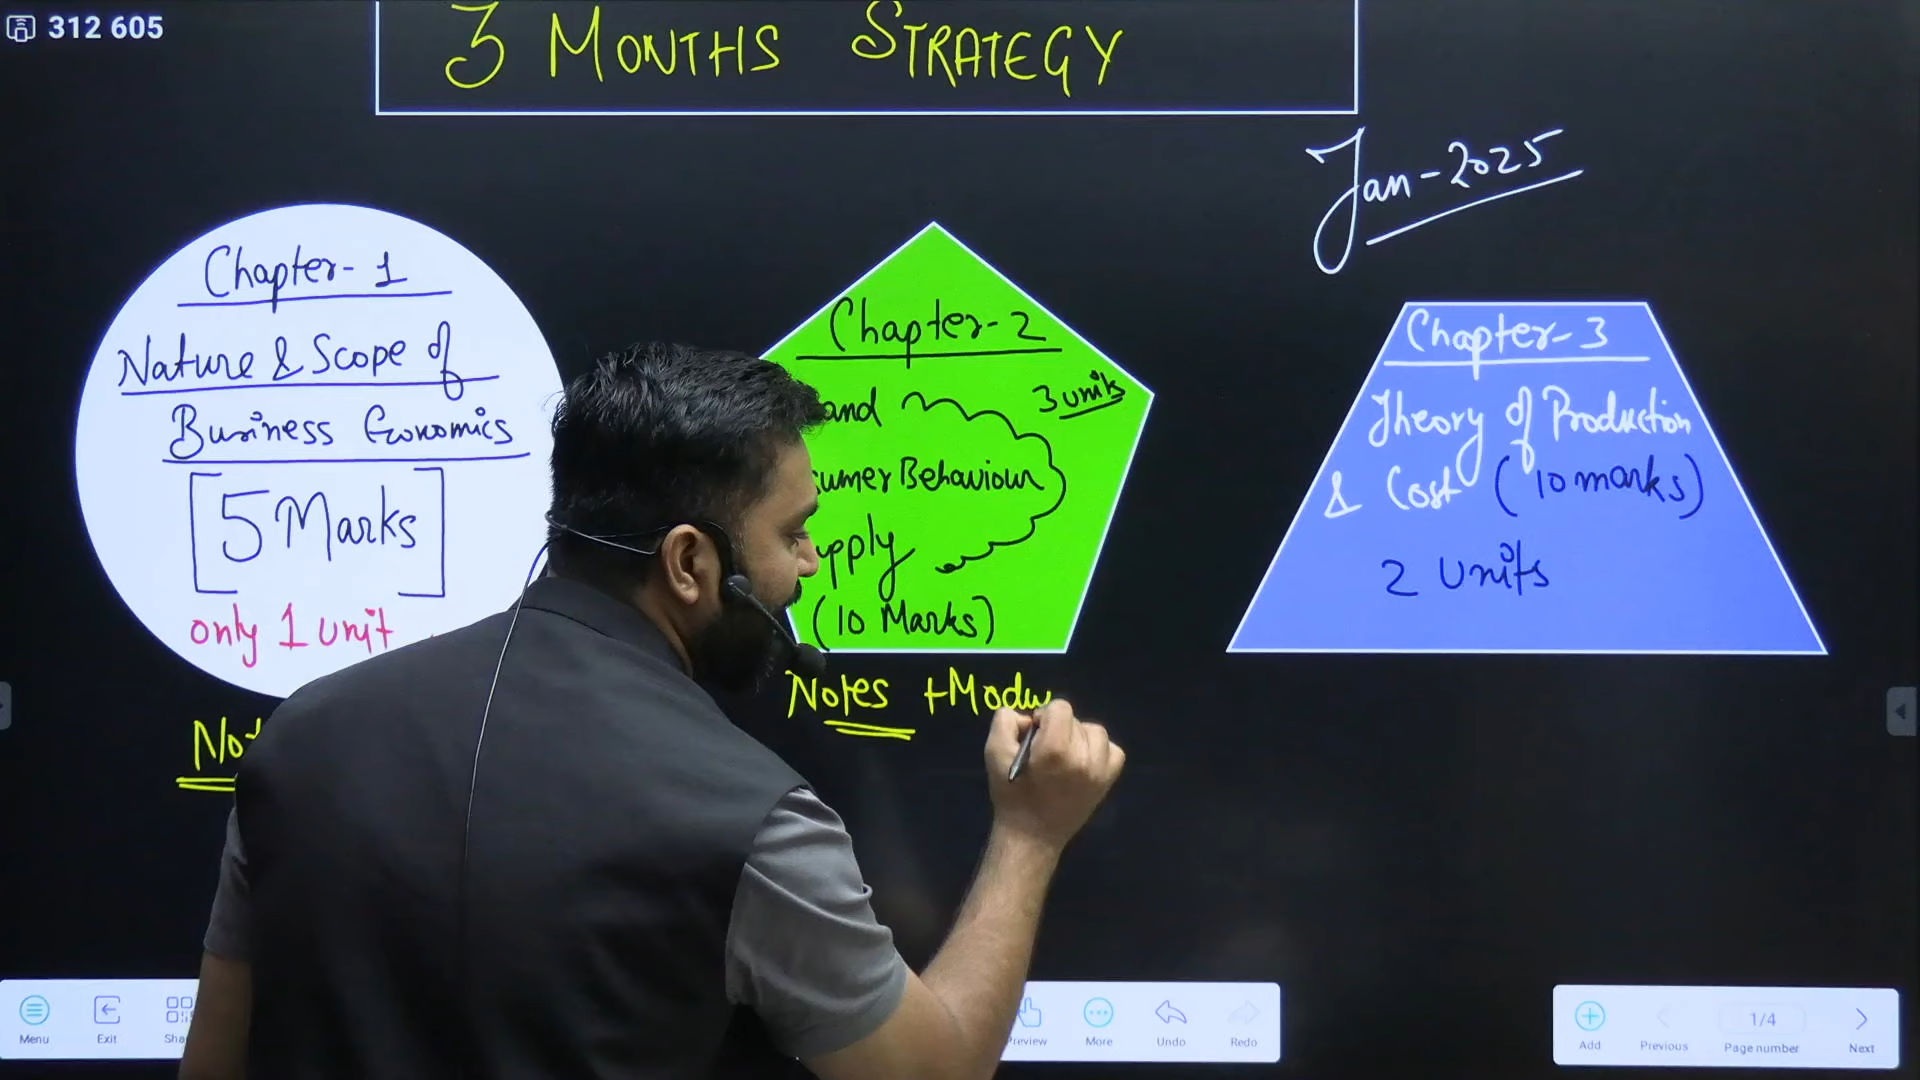 312 605
3 MONTHS STRATEGY
Jan-2025
Chapter-1
Nature & Scope of
Business Economics
[5 Marks]
only 1 unit
Chapter-2
3 units
Behaviour
(10 Marks)
Notes +Modu
Chapter-3
Theory of Production
& Cost (10 marks)
2 Units
Menu
Exit
More
Undo
Redo
Add
Previous
1/4
Page number
Next